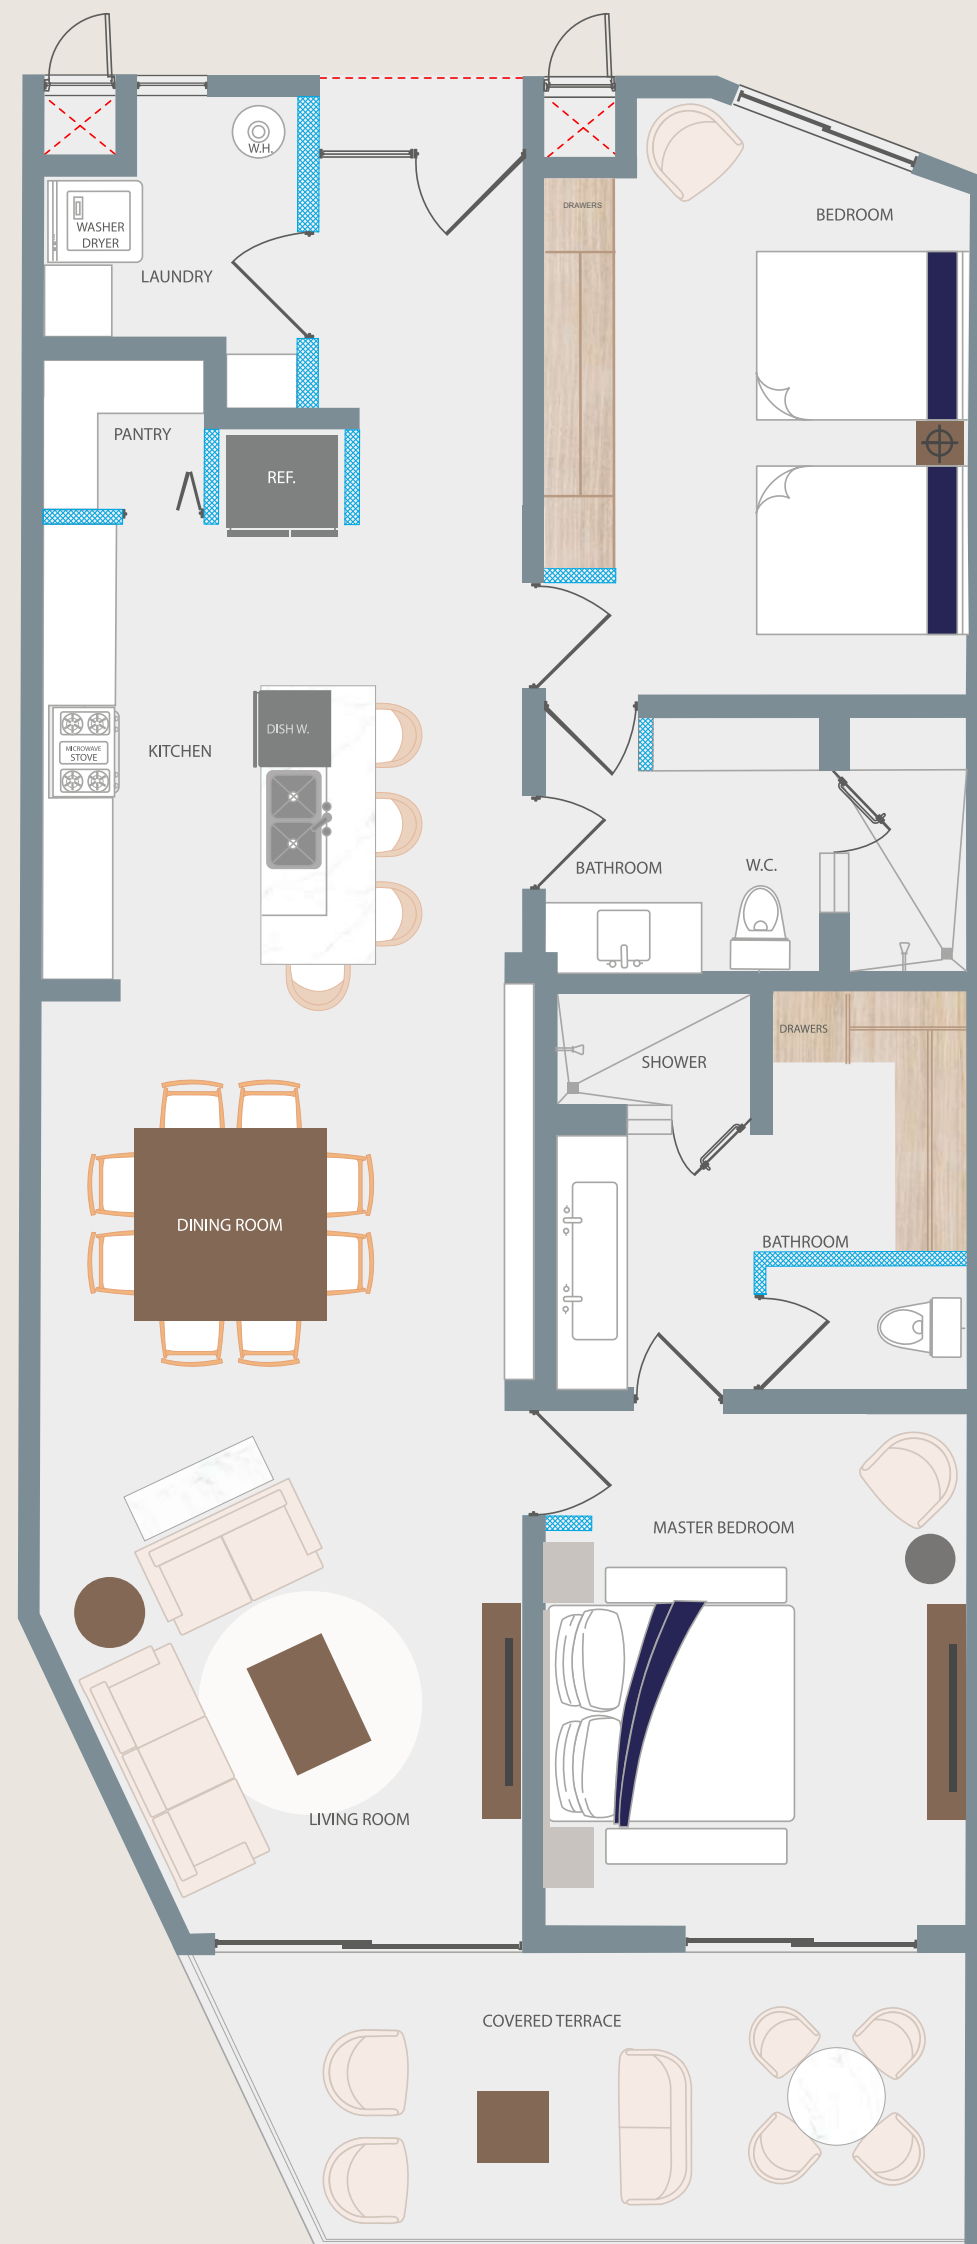 W.H.
DRAWERS
BEDROOM
WASHER
DRYER
LAUNDRY
PANTRY
REF.
DISH W.
MICROWAVE
STOVE
KITCHEN
BATHROOM
W.C.
DRAWERS
SHOWER
DINING ROOM
BATHROOM
MASTER BEDROOM
LIVING ROOM
COVERED TERRACE